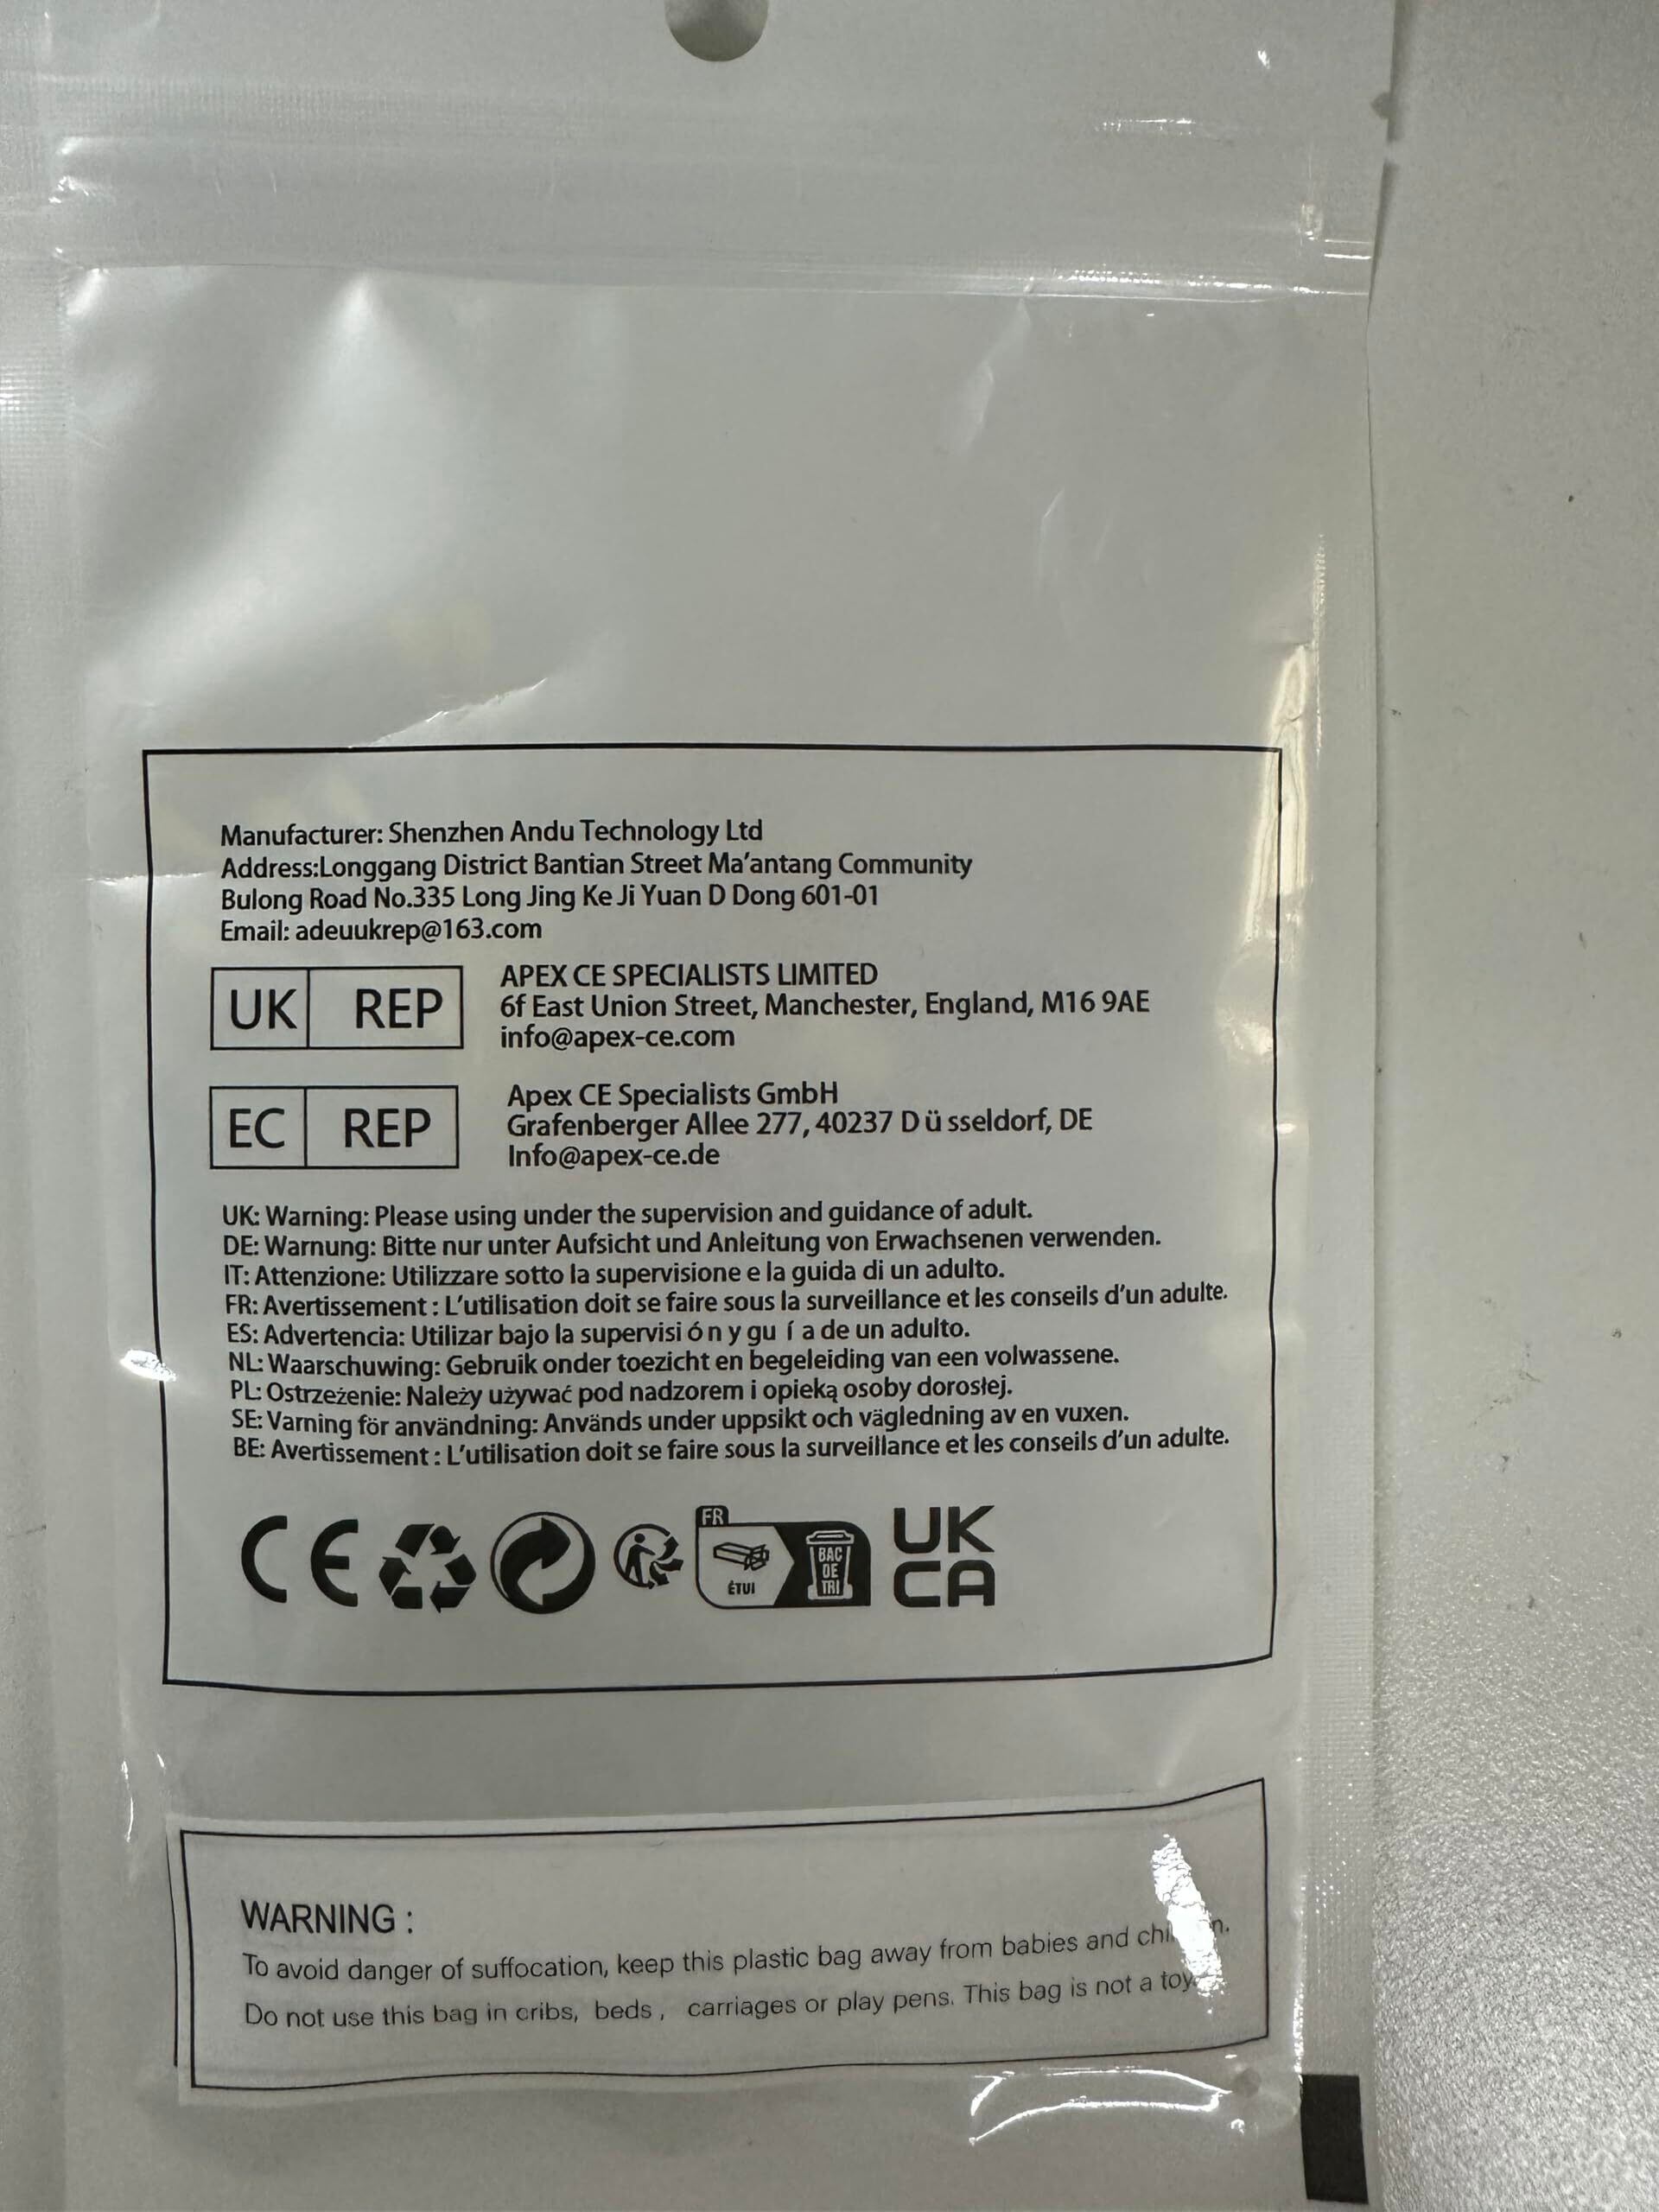 Manufacturer: Shenzhen Andu Technology Ltd
Address:Longgang District Bantian Street Ma'antang Community
Bulong Road No.335 Long Jing Ke Ji Yuan D Dong 601-01
Email: adeuukrep@163.com
UK REP
APEX CE SPECIALISTS LIMITED
6f East Union Street, Manchester, England, M16 9AE
info@apex-ce.com
EC REP
Apex CE Specialists GmbH
Grafenberger Allee 277, 40237 D ü sseldorf, DE
Info@apex-ce.de
UK: Warning: Please using under the supervision and guidance of adult.
DE: Warnung: Bitte nur unter Aufsicht und Anleitung von Erwachsenen verwenden.
IT: Attenzione: Utilizzare sotto la supervisione e la guida di un adulto.
FR: Avertissement : L'utilisation doit se faire sous la surveillance et les conseils d'un adulte.
ES: Advertencia: Utilizar bajo la supervisi ó n y gu í a de un adulto.
NL: Waarschuwing: Gebruik onder toezicht en begeleiding van een volwassene.
PL: Ostrzeżenie: Należy używać pod nadzorem i opieką osoby dorosłej.
SE: Varning för användning: Används under uppsikt och vägledning av en vuxen.
BE: Avertissement : L'utilisation doit se faire sous la surveillance et les conseils d'un adulte.
CE
FR
ÉTUI
BAC
DE
TRI
UK
CA
WARNING :
To avoid danger of suffocation, keep this plastic bag away from babies and
Do not use this bag in cribs, beds , carriages or play pens. This bag is not a toy